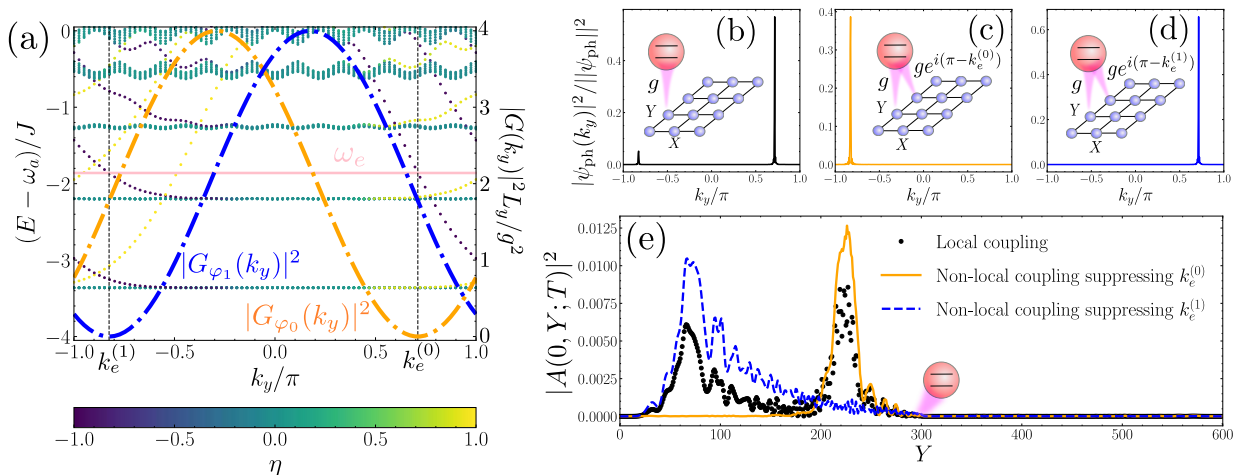 (a)
0
-1
-2
-3
-4
(E − ω_a)/J
4
3
2
1
0
|G(k_y)|²L_y/g²
ω_e
|G_{φ_1}(k_y)|²
|G_{φ_0}(k_y)|²
-1.0 -0.5 0.0 0.5 1.0
k_e^{(1)} k_e^{(0)}
k_y/π
-1.0 -0.5 0.0 0.5 1.0
η
|ψ_ph(k_y)|²/||ψ_ph||²
(b)
0.3
0.2
0.1
0.0
g
Y
X
-1.0 -0.5 0.0 0.5 1.0
k_y/π
(c)
0.4
0.2
0.0
g ge^{i(π−k_e^{(0)})}
Y
X
-1.0 -0.5 0.0 0.5 1.0
k_y/π
(d)
0.6
0.4
0.2
0.0
g ge^{i(π−k_e^{(1)})}
Y
X
-1.0 -0.5 0.0 0.5 1.0
k_y/π
(e)
|A(0, Y; T)|²
0.0125
0.0100
0.0075
0.0050
0.0025
0.0000
Local coupling
Non-local coupling suppressing k_e^{(0)}
Non-local coupling suppressing k_e^{(1)}
0 100 200 300 400 500 600
Y